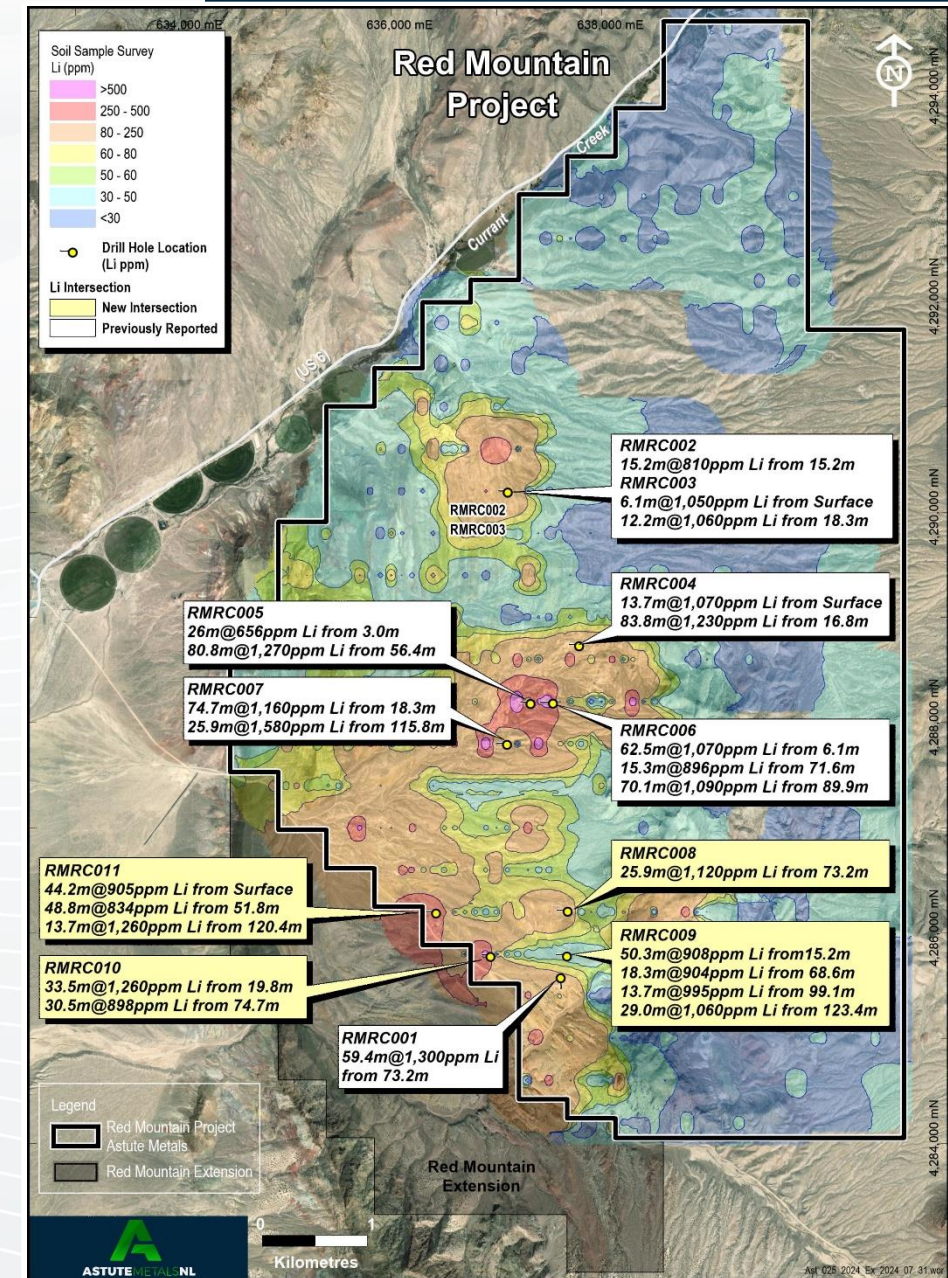 634,000 mE
636,000 mE
638,000 mE
Red Mountain
Project
N
Soil Sample Survey
Li (ppm)
>500
250 - 500
80 - 250
60 - 80
50 - 60
30 - 50
<30
Drill Hole Location
(Li ppm)
Li Intersection
New Intersection
Previously Reported
4,294,000 mN
Creek
Currant
4,292,000 mN
(US 6)
RMRC002
15.2m@810ppm Li from 15.2m
RMRC003
6.1m@1,050ppm Li from Surface
12.2m@1,060ppm Li from 18.3m
4,290,000 mN
RMRC002
RMRC003
RMRC004
13.7m@1,070ppm Li from Surface
83.8m@1,230ppm Li from 16.8m
RMRC005
26m@656ppm Li from 3.0m
80.8m@1,270ppm Li from 56.4m
RMRC007
74.7m@1,160ppm Li from 18.3m
25.9m@1,580ppm Li from 115.8m
4,288,000 mN
RMRC006
62.5m@1,070ppm Li from 6.1m
15.3m@896ppm Li from 71.6m
70.1m@1,090ppm Li from 89.9m
RMRC008
25.9m@1,120ppm Li from 73.2m
RMRC011
44.2m@905ppm Li from Surface
48.8m@834ppm Li from 51.8m
13.7m@1,260ppm Li from 120.4m
4,286,000 mN
RMRC009
50.3m@908ppm Li from15.2m
18.3m@904ppm Li from 68.6m
13.7m@995ppm Li from 99.1m
29.0m@1,060ppm Li from 123.4m
RMRC010
33.5m@1,260ppm Li from 19.8m
30.5m@898ppm Li from 74.7m
RMRC001
59.4m@1,300ppm Li
from 73.2m
4,284,000 mN
Legend
Red Mountain Project
Astute Metals
Red Mountain Extension
Red Mountain
Extension
ASTUTEMETALSNL
0 1
Kilometres
Ast_025_2024_Ex_2024_07_31.wor